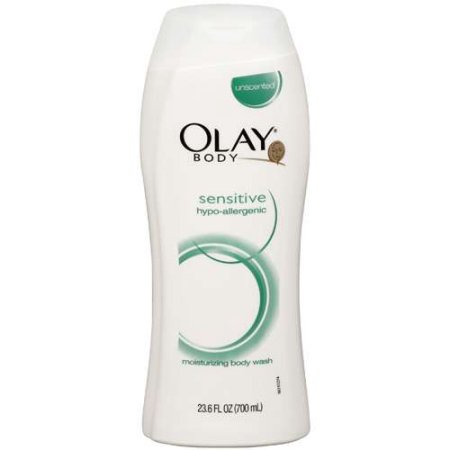 unscented
OLAY
BODY
sensitive
hypo-allergenic
moisturizing body wash
23.6 FL OZ (700 mL)